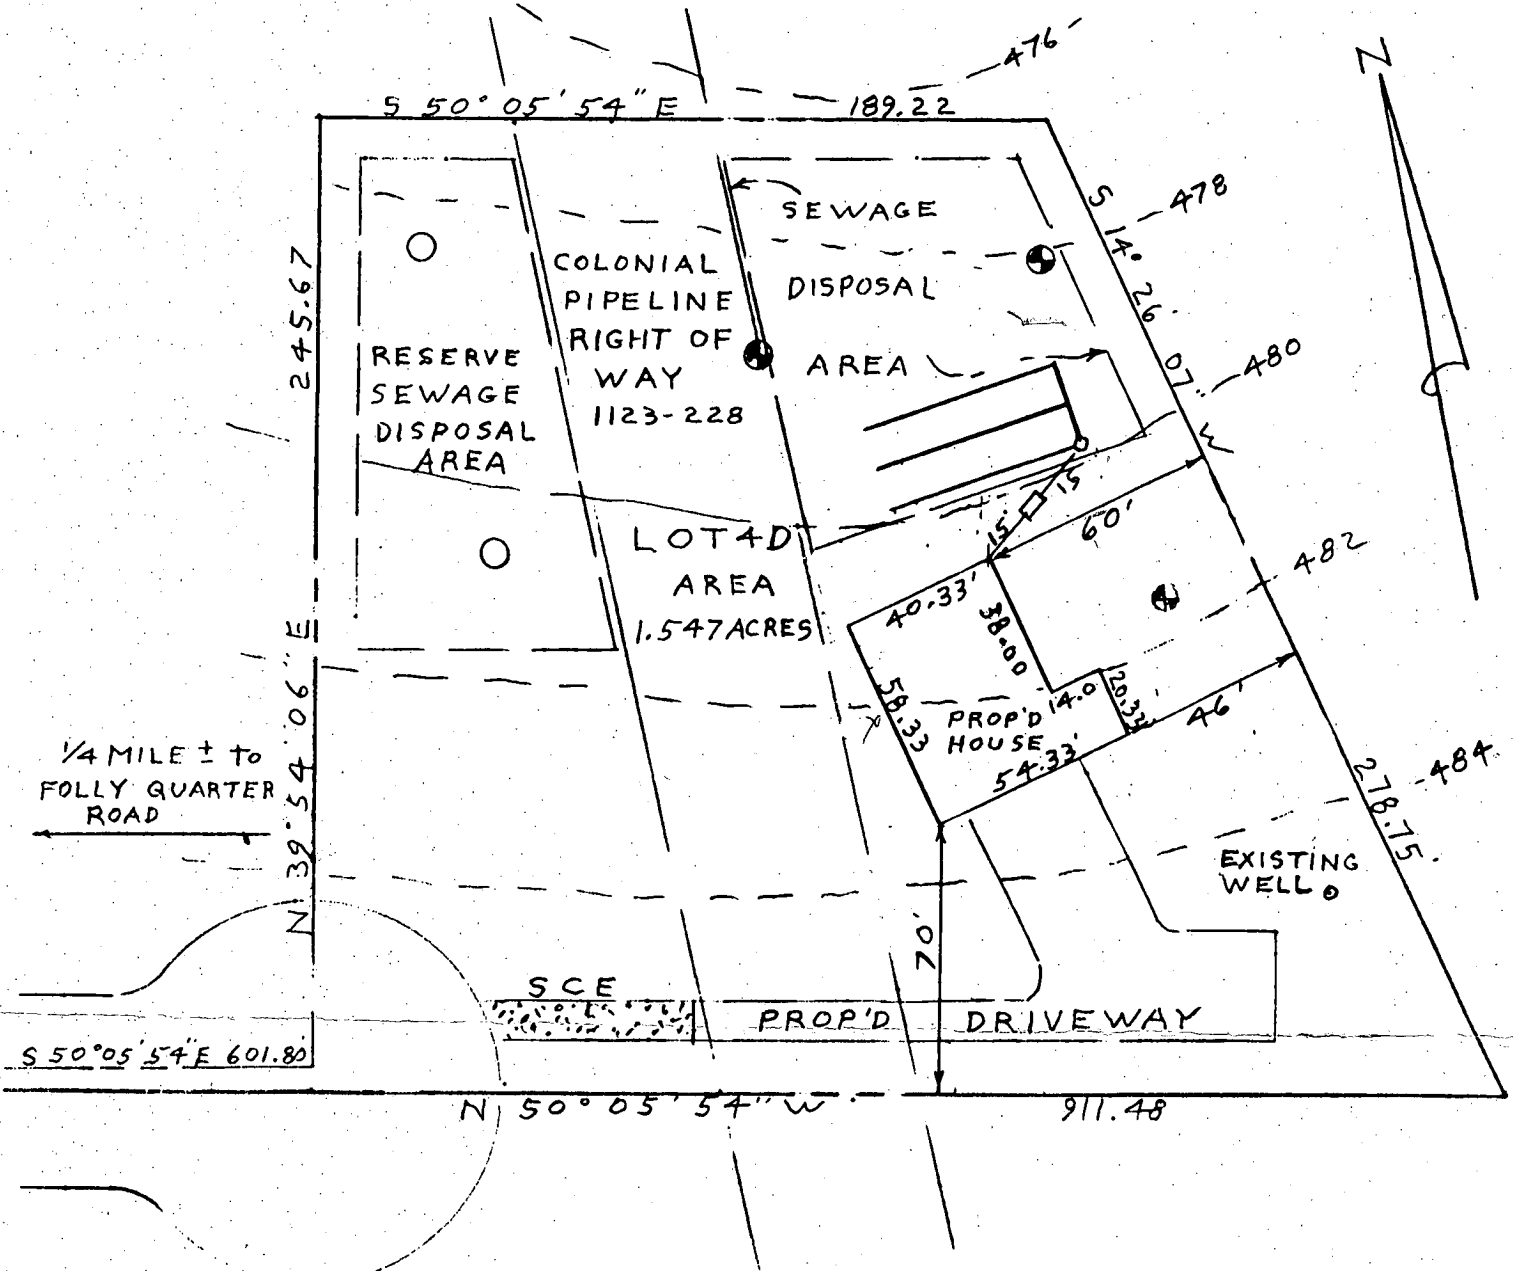 476
S 50° 05' 54" E 189.22
N
S 14° 26' 07" W
478
SEWAGE
DISPOSAL
AREA
COLONIAL
PIPELINE
RIGHT OF
WAY
1123-228
245.67
RESERVE
SEWAGE
DISPOSAL
AREA
480
15
15'
60'
LOT 4D
AREA
1.547 ACRES
482
40.33'
38.00
58.33
14.0
20.33'
46'
PROP'D
HOUSE
54.33'
N 39° 54' 06" E
1/4 MILE ± to
FOLLY QUARTER
ROAD
484
278.75
EXISTING
WELL
70'
SCE
PROP'D DRIVEWAY
S 50°05'54"E 601.80'
N 50° 05' 54" W 911.48